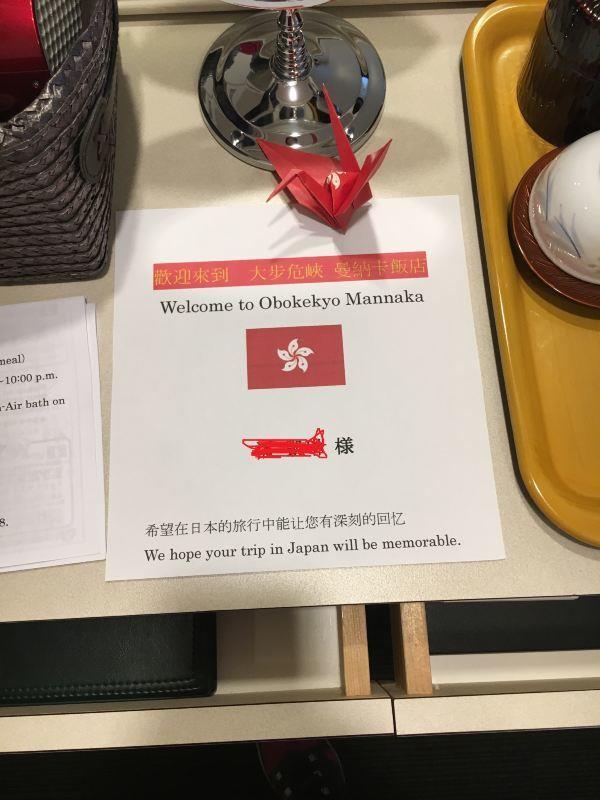 歡迎來到 大步危峽 曼納卡飯店
Welcome to Obokekyo Mannaka
様
希望在日本的旅行中能让您有深刻的回忆
We hope your trip in Japan will be memorable.
meal)
10:00 p.m.
-Air bath on
8.